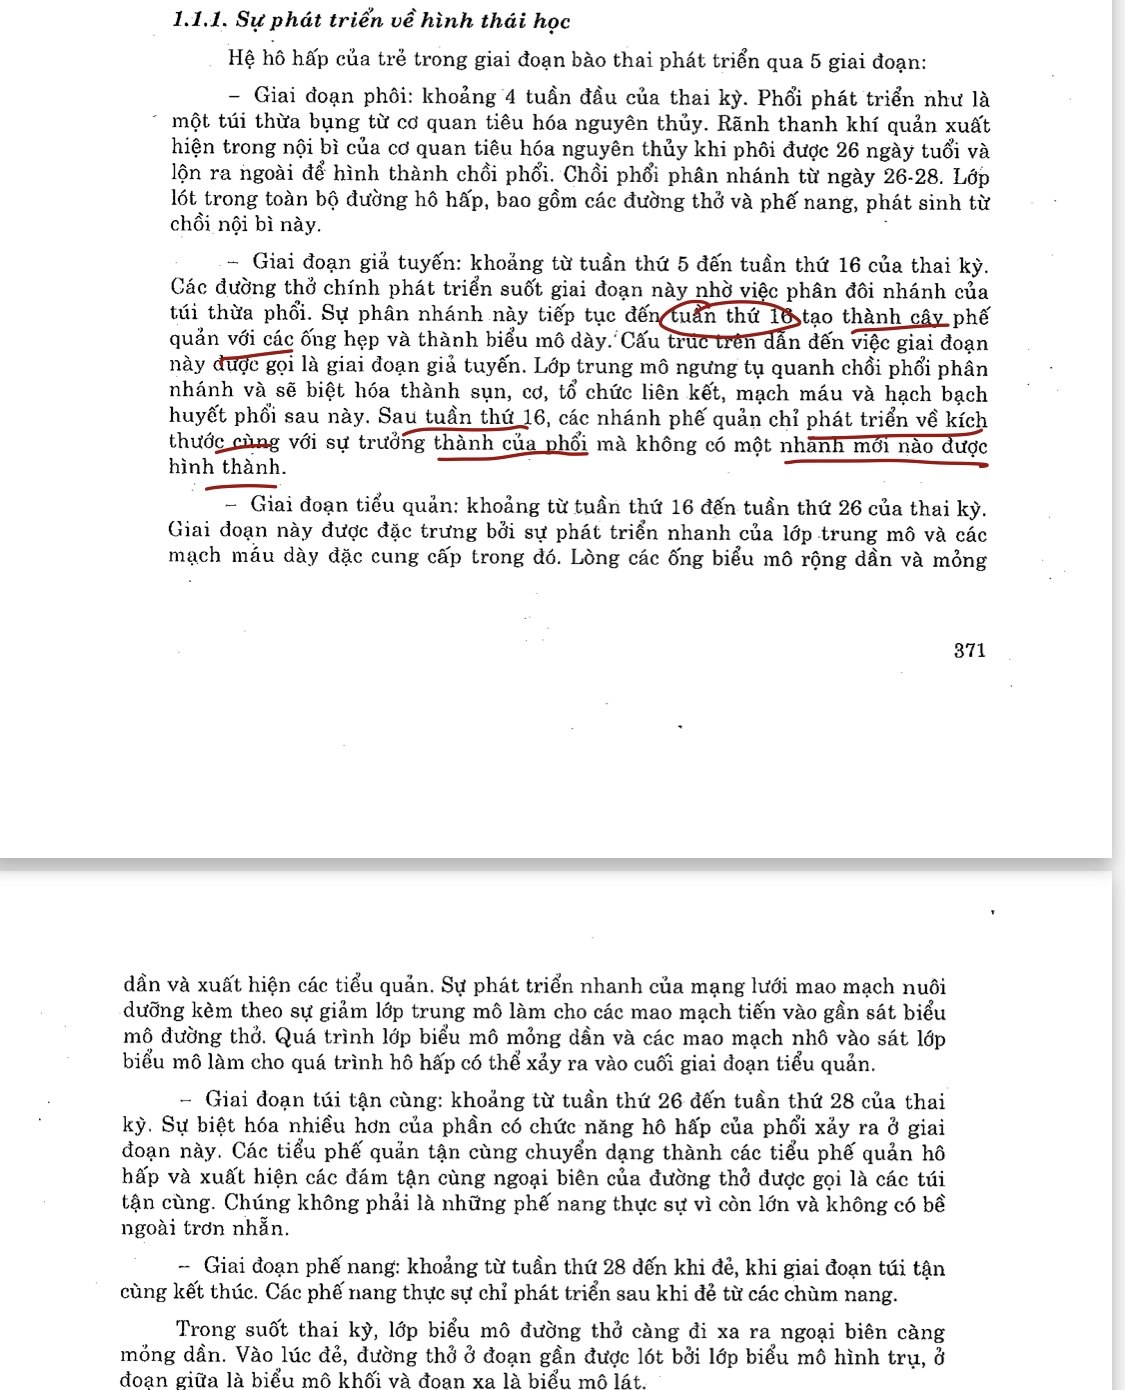 1.1.1. Sự phát triển về hình thái học
Hệ hô hấp của trẻ trong giai đoạn bào thai phát triển qua 5 giai đoạn:
– Giai đoạn phôi: khoảng 4 tuần đầu của thai kỳ. Phổi phát triển như là
một túi thừa bụng từ cơ quan tiêu hóa nguyên thủy. Rãnh thanh khí quản xuất
hiện trong nội bì của cơ quan tiêu hóa nguyên thủy khi phôi được 26 ngày tuổi và
lộn ra ngoài để hình thành chồi phổi. Chồi phổi phân nhánh từ ngày 26-28. Lớp
lót trong toàn bộ đường hô hấp, bao gồm các đường thở và phế nang, phát sinh từ
chồi nội bì này.
– Giai đoạn giả tuyến: khoảng từ tuần thứ 5 đến tuần thứ 16 của thai kỳ.
Các đường thở chính phát triển suốt giai đoạn này nhờ việc phân đôi nhánh của
túi thừa phổi. Sự phân nhánh này tiếp tục đến tuần thứ 16 tạo thành cây phế
quản với các ống hẹp và thành biểu mô dày. Cấu trúc trên dẫn đến việc giai đoạn
này được gọi là giai đoạn giả tuyến. Lớp trung mô ngưng tụ quanh chồi phổi phân
nhánh và sẽ biệt hóa thành sụn, cơ, tổ chức liên kết, mạch máu và hạch bạch
huyết phổi sau này. Sau tuần thứ 16, các nhánh phế quản chỉ phát triển về kích
thước cùng với sự trưởng thành của phổi mà không có một nhánh mới nào được
hình thành.
– Giai đoạn tiểu quản: khoảng từ tuần thứ 16 đến tuần thứ 26 của thai kỳ.
Giai đoạn này được đặc trưng bởi sự phát triển nhanh của lớp trung mô và các
mạch máu dày đặc cung cấp trong đó. Lòng các ống biểu mô rộng dần và mỏng
371
dần và xuất hiện các tiểu quản. Sự phát triển nhanh của mạng lưới mao mạch nuôi
dưỡng kèm theo sự giảm lớp trung mô làm cho các mao mạch tiến vào gần sát biểu
mô đường thở. Quá trình lớp biểu mô mỏng dần và các mao mạch nhô vào sát lớp
biểu mô làm cho quá trình hô hấp có thể xảy ra vào cuối giai đoạn tiểu quản.
– Giai đoạn túi tận cùng: khoảng từ tuần thứ 26 đến tuần thứ 28 của thai
kỳ. Sự biệt hóa nhiều hơn của phần có chức năng hô hấp của phổi xảy ra ở giai
đoạn này. Các tiểu phế quản tận cùng chuyển dạng thành các tiểu phế quản hô
hấp và xuất hiện các đám tận cùng ngoại biên của đường thở được gọi là các túi
tận cùng. Chúng không phải là những phế nang thực sự vì còn lớn và không có bề
ngoài trơn nhẵn.
– Giai đoạn phế nang: khoảng từ tuần thứ 28 đến khi đẻ, khi giai đoạn túi tận
cùng kết thúc. Các phế nang thực sự chỉ phát triển sau khi đẻ từ các chùm nang.
Trong suốt thai kỳ, lớp biểu mô đường thở càng đi xa ra ngoại biên càng
mỏng dần. Vào lúc đẻ, đường thở ở đoạn gần được lót bởi lớp biểu mô hình trụ, ở
đoạn giữa là biểu mô khối và đoạn xa là biểu mô lát.